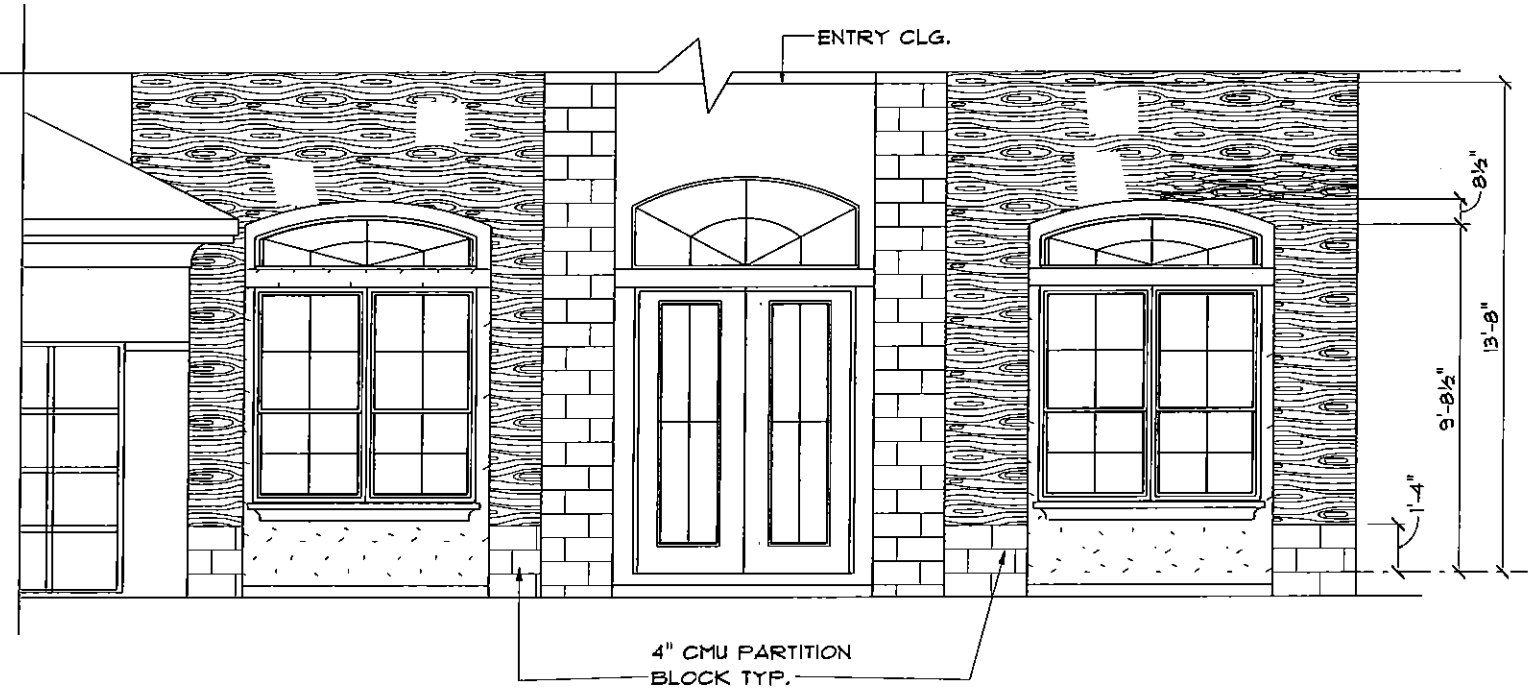 ENTRY CLG.
8½"
13'-8"
9'-8½"
1'-4"
4" CMU PARTITION
BLOCK TYP.